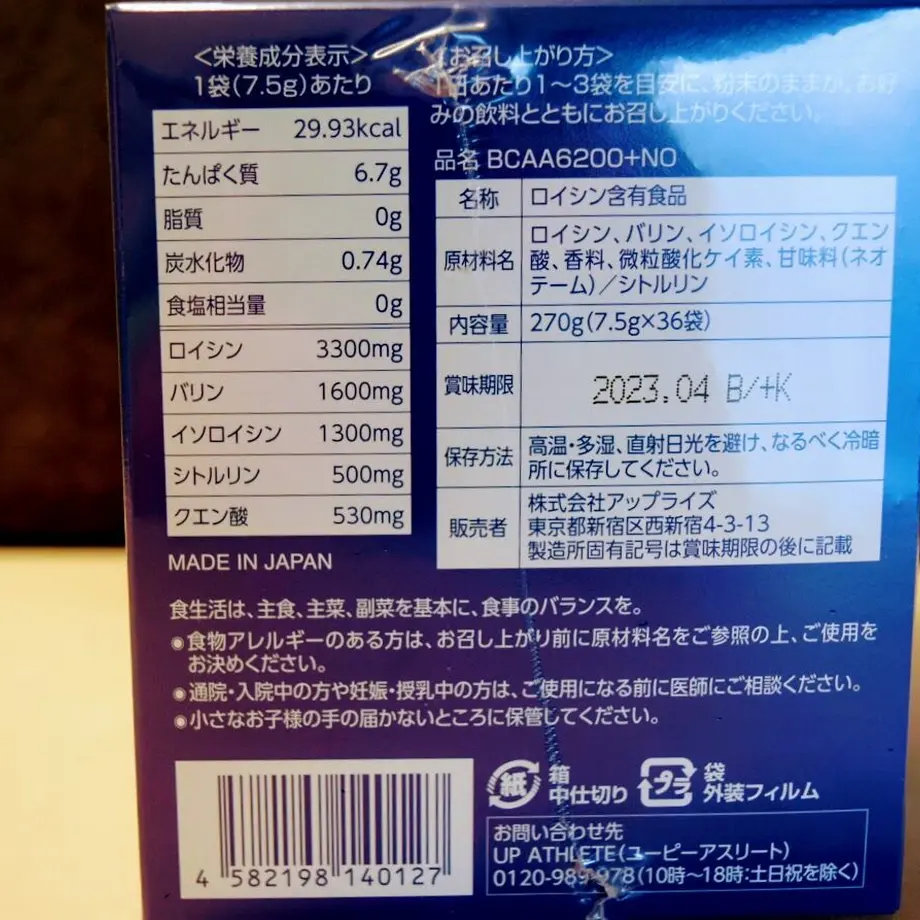 <栄養成分表示>
1袋(7.5g)あたり
エネルギー 29.93kcal
たんぱく質 6.7g
脂質 0g
炭水化物 0.74g
食塩相当量 0g
ロイシン 3300mg
バリン 1600mg
イソロイシン 1300mg
シトルリン 500mg
クエン酸 530mg
MADE IN JAPAN
<お召し上がり方>
1日あたり1〜3袋を目安に、粉末のままか、お好
みの飲料とともにお召し上がりください。
品名 BCAA6200+NO
名称 ロイシン含有食品
原材料名 ロイシン、バリン、イソロイシン、クエン
酸、香料、微粒酸化ケイ素、甘味料(ネオ
テーム)/シトルリン
内容量 270g(7.5g×36袋)
賞味期限 2023.04 B/+K
保存方法 高温・多湿、直射日光を避け、なるべく冷暗
所に保存してください。
販売者 株式会社アップライズ
東京都新宿区西新宿4-3-13
製造所固有記号は賞味期限の後に記載
食生活は、主食、主菜、副菜を基本に、食事のバランスを。
●食物アレルギーのある方は、お召し上がり前に原材料名をご参照の上、ご使用を
お決めください。
●通院・入院中の方や妊娠・授乳中の方は、ご使用になる前に医師にご相談ください。
●小さなお子様の手の届かないところに保管してください。
4 582198 140127
紙 箱
中仕切り
プラ 袋
外装フィルム
お問い合わせ先
UP ATHLETE(ユーピーアスリート)
0120-989-978(10時〜18時:土日祝を除く)